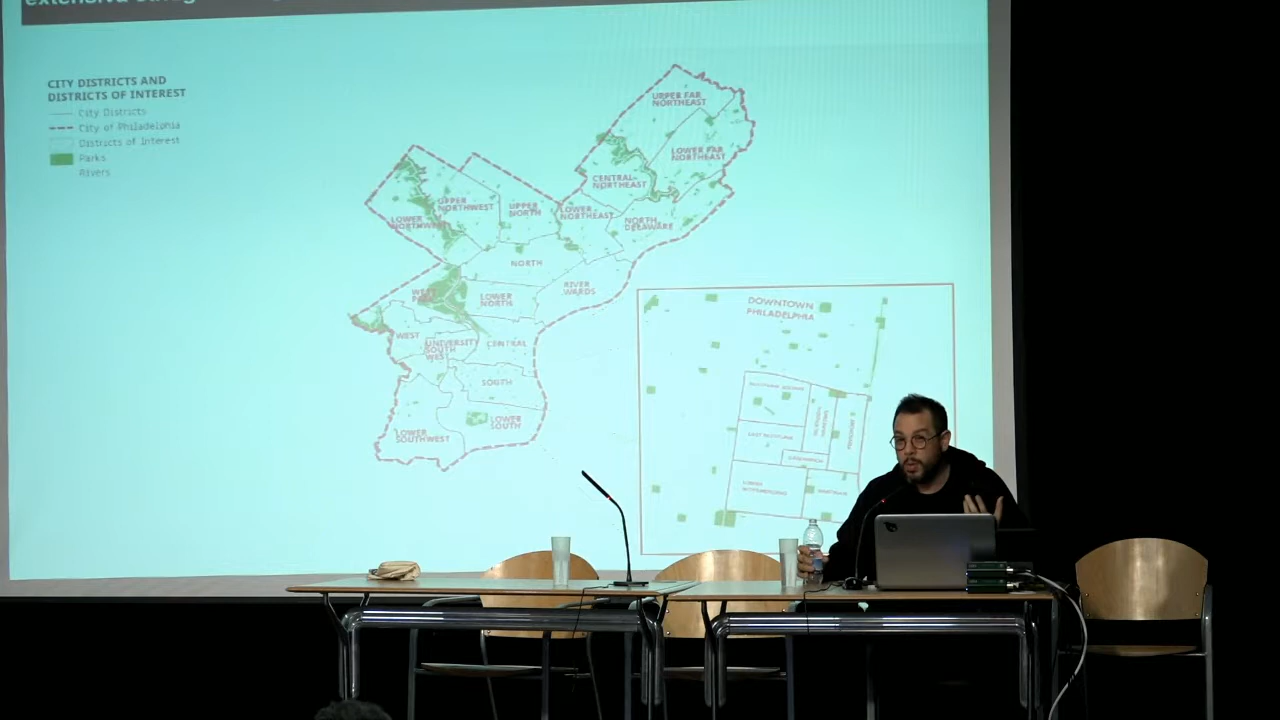 CITY DISTRICTS AND
DISTRICTS OF INTEREST
City Districts
City of Philadelphia
Districts of Interest
Parks
Rivers
UPPER FAR
NORTHEAST
LOWER FAR
NORTHEAST
CENTRAL
NORTHEAST
UPPER
NORTHWEST
UPPER
NORTH
LOWER
NORTHEAST
LOWER
NORTHWEST
NORTH
DELAWARE
NORTH
WEST
PARK
LOWER
NORTH
RIVER
WARDS
WEST
UNIVERSITY
SOUTH
WEST
CENTRAL
SOUTH
LOWER
SOUTH
LOWER
SOUTHWEST
DOWNTOWN
PHILADELPHIA